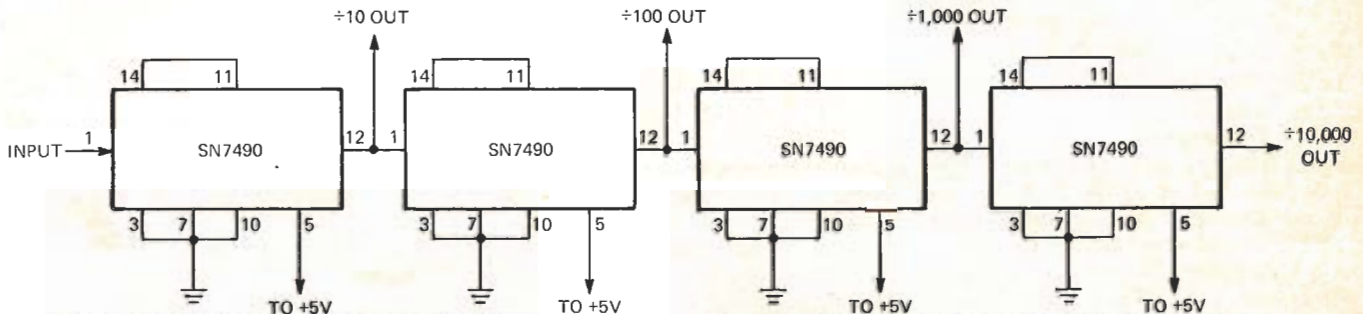 ÷10 OUT
÷100 OUT
÷1,000 OUT
14 11
14 11
14 11
14 11
INPUT 1 SN7490 12 1 SN7490 12 1 SN7490 12 1 SN7490 12 ÷10,000
OUT
3 7 10 5
3 7 10 5
3 7 10 5
3 7 10 5
TO +5V
TO +5V
TO +5V
TO +5V